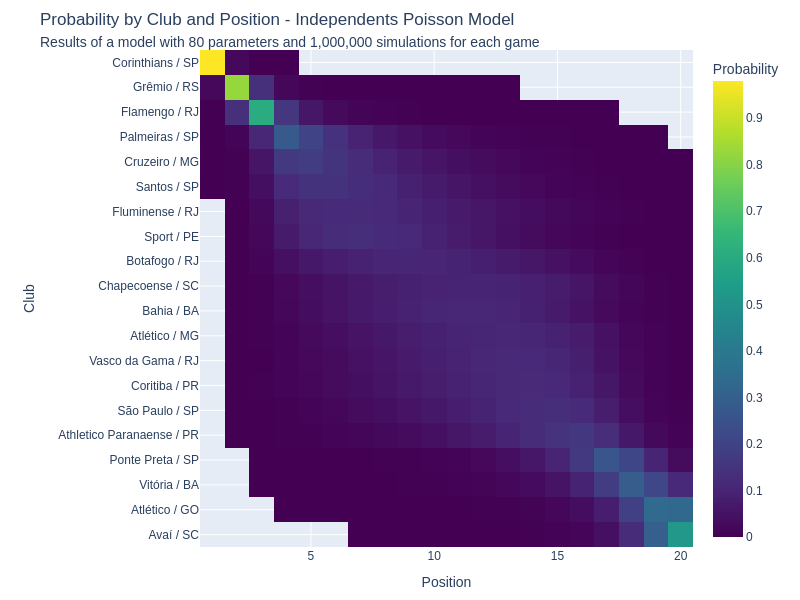 Probability by Club and Position - Independents Poisson Model
Results of a model with 80 parameters and 1,000,000 simulations for each game
Probability
Corinthians / SP
Grêmio / RS
Flamengo / RJ
Palmeiras / SP
Cruzeiro / MG
Santos / SP
Fluminense / RJ
Sport / PE
Botafogo / RJ
Chapecoense / SC
Bahia / BA
Atlético / MG
Vasco da Gama / RJ
Coritiba / PR
São Paulo / SP
Athletico Paranaense / PR
Ponte Preta / SP
Vitória / BA
Atlético / GO
Avaí / SC
Club
5
10
15
20
Position
0.9
0.8
0.7
0.6
0.5
0.4
0.3
0.2
0.1
0